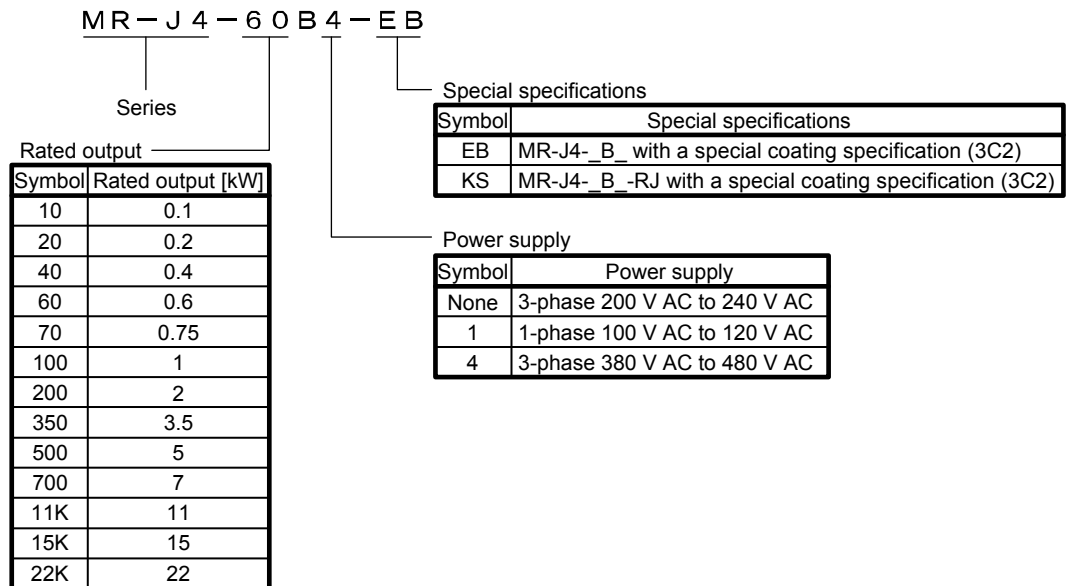 MR-J4-60B4-EB
Series
Rated output
Symbol Rated output [kW]
10 0.1
20 0.2
40 0.4
60 0.6
70 0.75
100 1
200 2
350 3.5
500 5
700 7
11K 11
15K 15
22K 22
Special specifications
Symbol Special specifications
EB MR-J4-_B_ with a special coating specification (3C2)
KS MR-J4-_B_-RJ with a special coating specification (3C2)
Power supply
Symbol Power supply
None 3-phase 200 V AC to 240 V AC
1 1-phase 100 V AC to 120 V AC
4 3-phase 380 V AC to 480 V AC